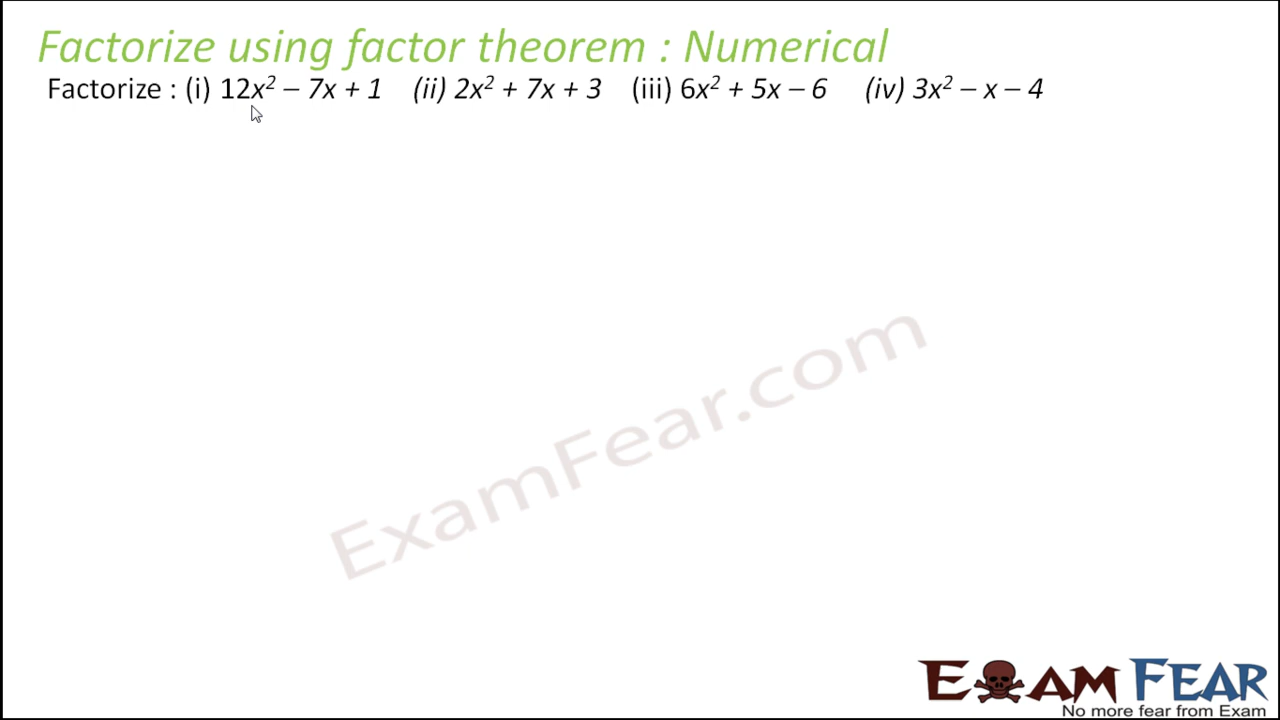 Factorize using factor theorem : Numerical
Factorize : (i) 12x² – 7x + 1 (ii) 2x² + 7x + 3 (iii) 6x² + 5x – 6 (iv) 3x² – x – 4
ExamFear.com
EXAM FEAR
No more fear from Exam